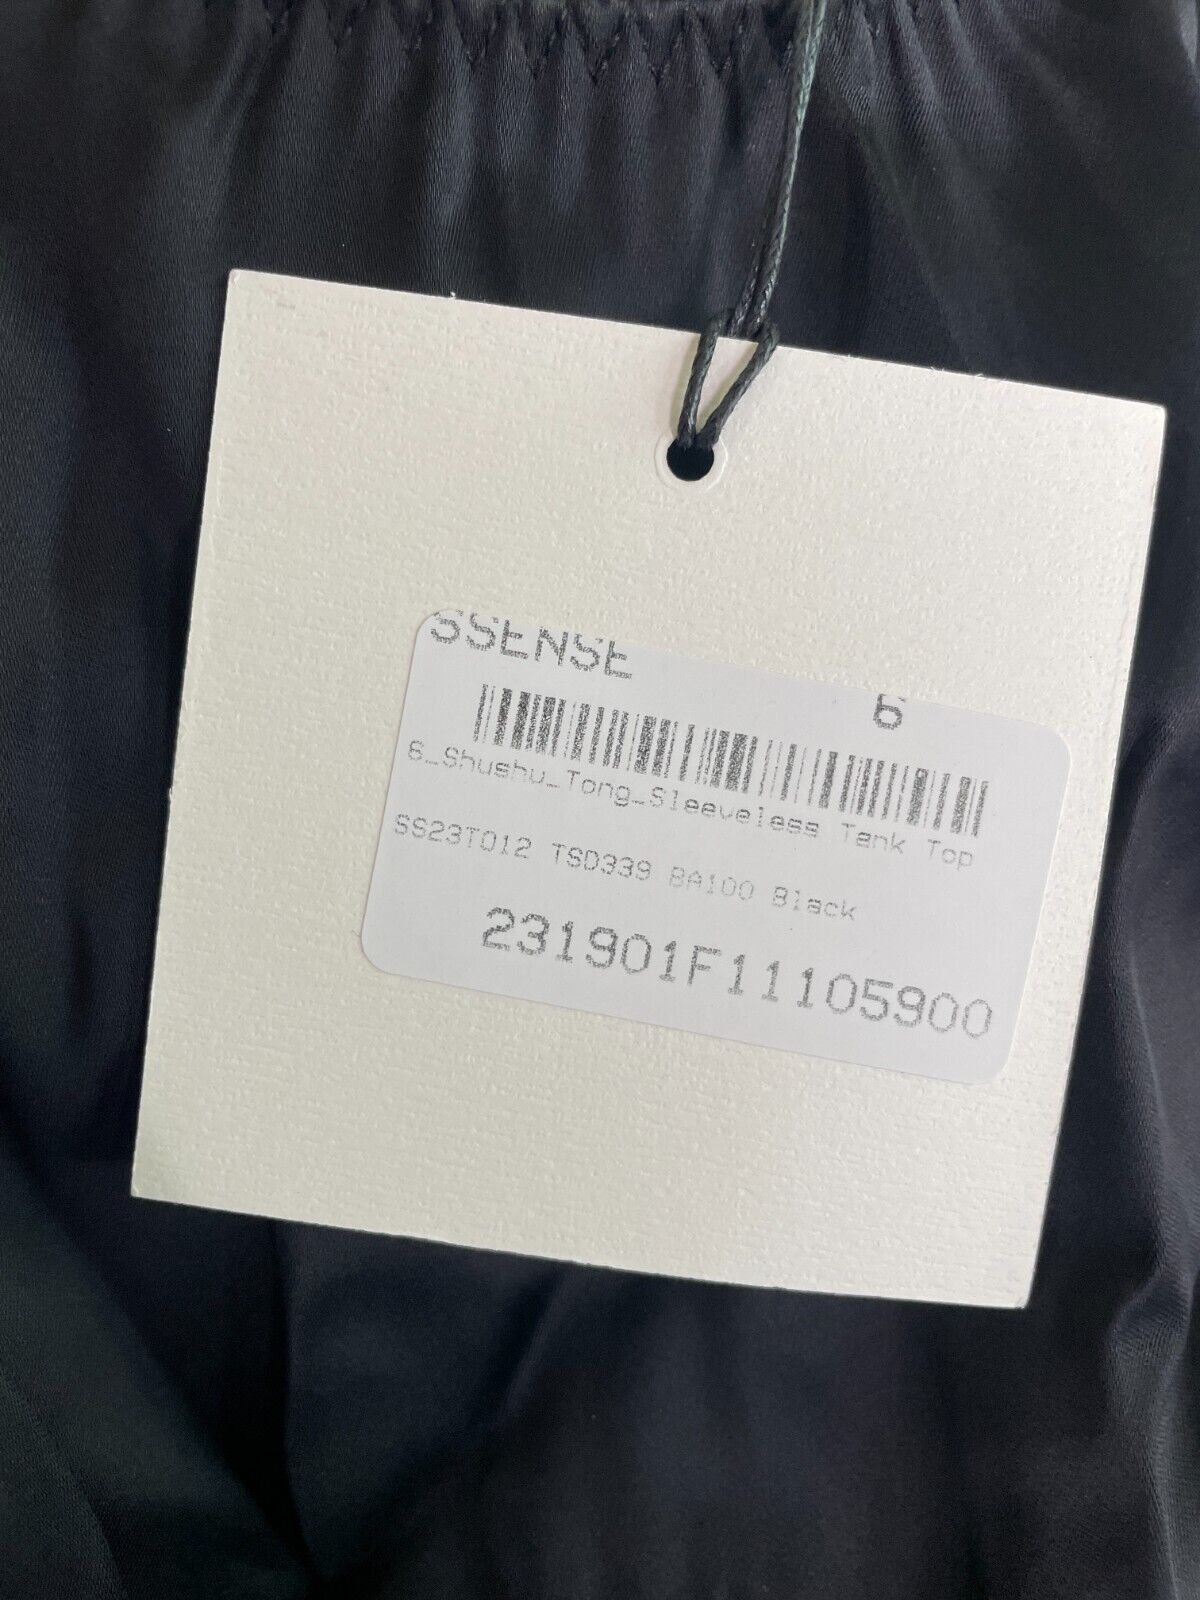 SSENSE
6
6_Shushu_Tong_Sleeveless Tank Top
SS23T012 TSD339 BA100 Black
231901F11105900